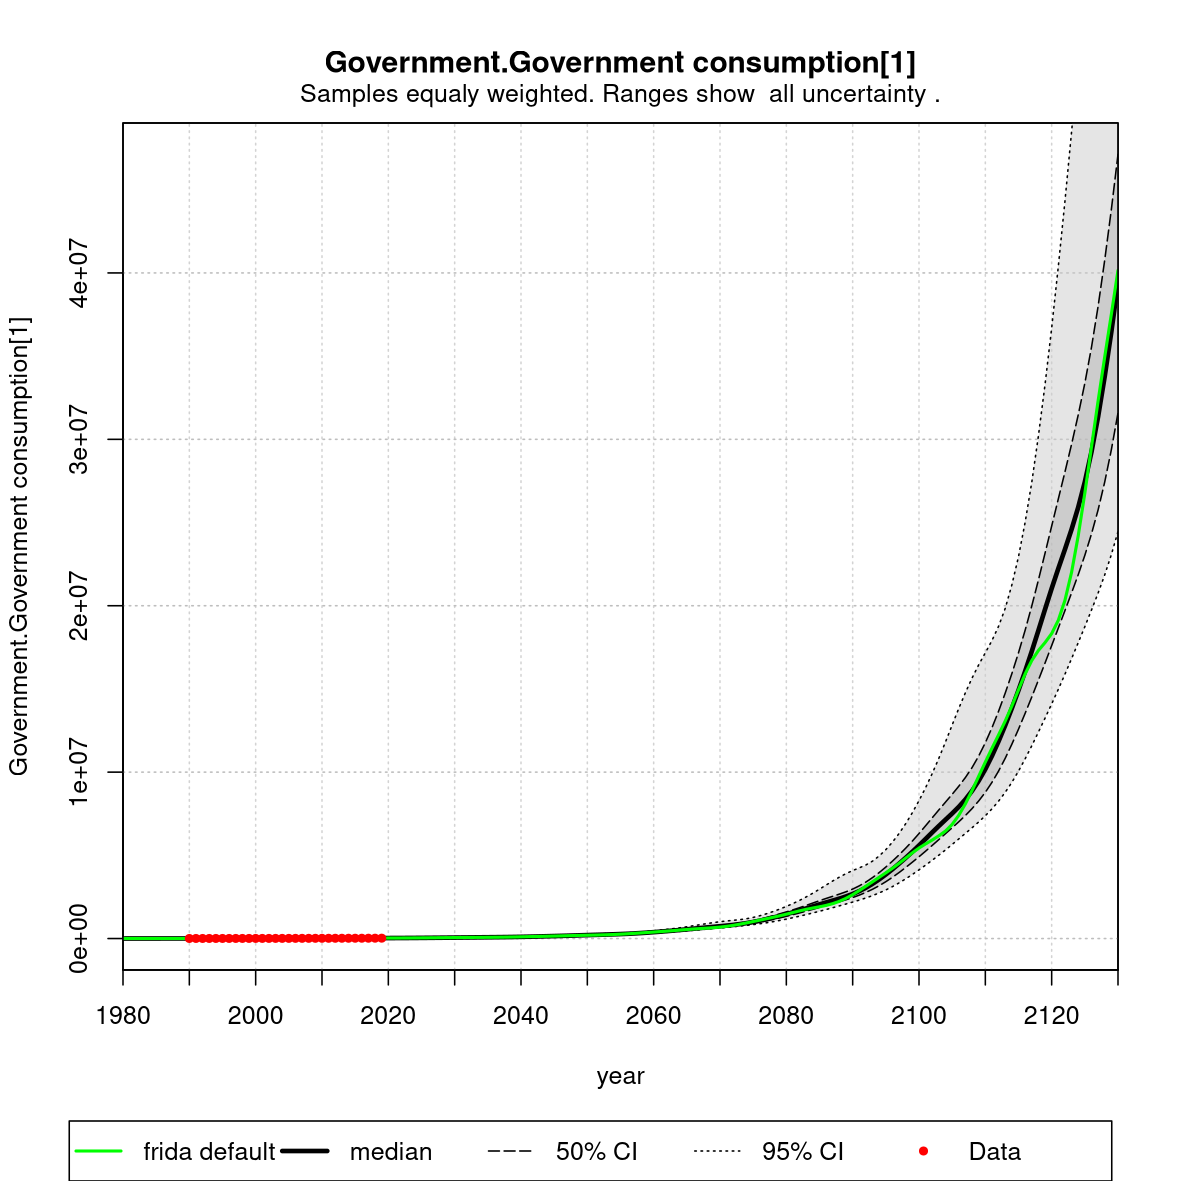 Government.Government consumption[1]
Samples equaly weighted. Ranges show  all uncertainty .
Government.Government consumption[1]
4e+07
3e+07
2e+07
1e+07
0e+00
1980 2000 2020 2040 2060 2080 2100 2120
year
frida default median 50% CI 95% CI Data